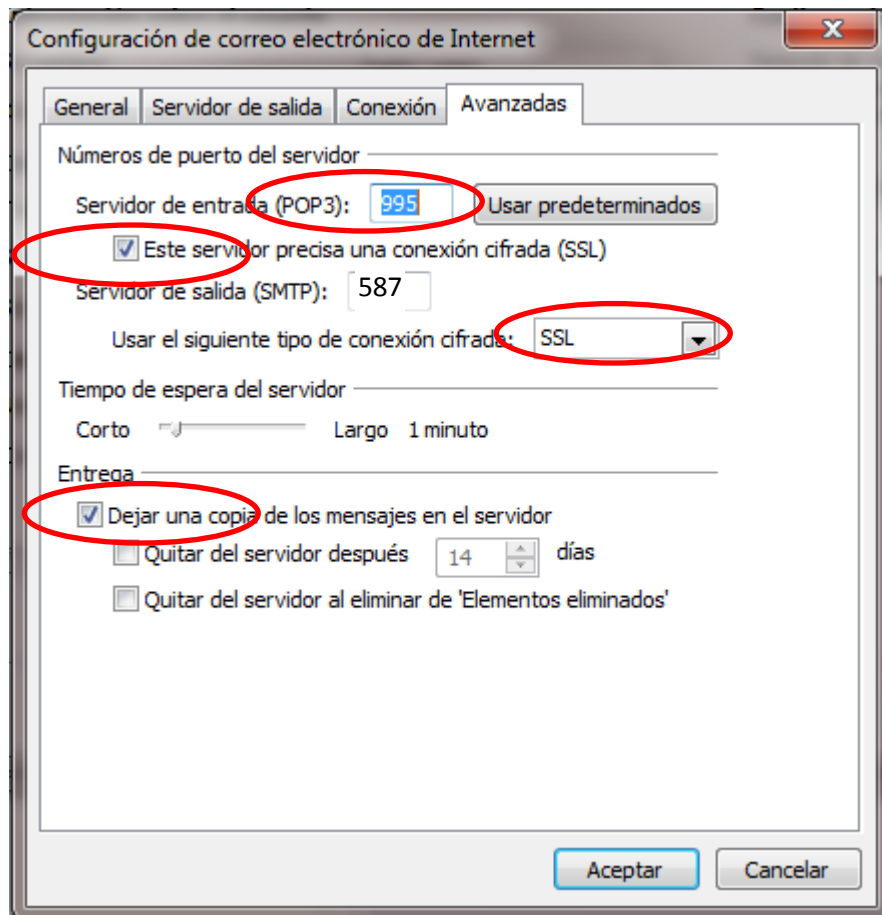 Configuración de correo electrónico de Internet
General Servidor de salida Conexión Avanzadas
Números de puerto del servidor
Servidor de entrada (POP3): 995 Usar predeterminados
Este servidor precisa una conexión cifrada (SSL)
Servidor de salida (SMTP): 587
Usar el siguiente tipo de conexión cifrada: SSL
Tiempo de espera del servidor
Corto Largo 1 minuto
Entrega
Dejar una copia de los mensajes en el servidor
Quitar del servidor después 14 días
Quitar del servidor al eliminar de 'Elementos eliminados'
Aceptar Cancelar